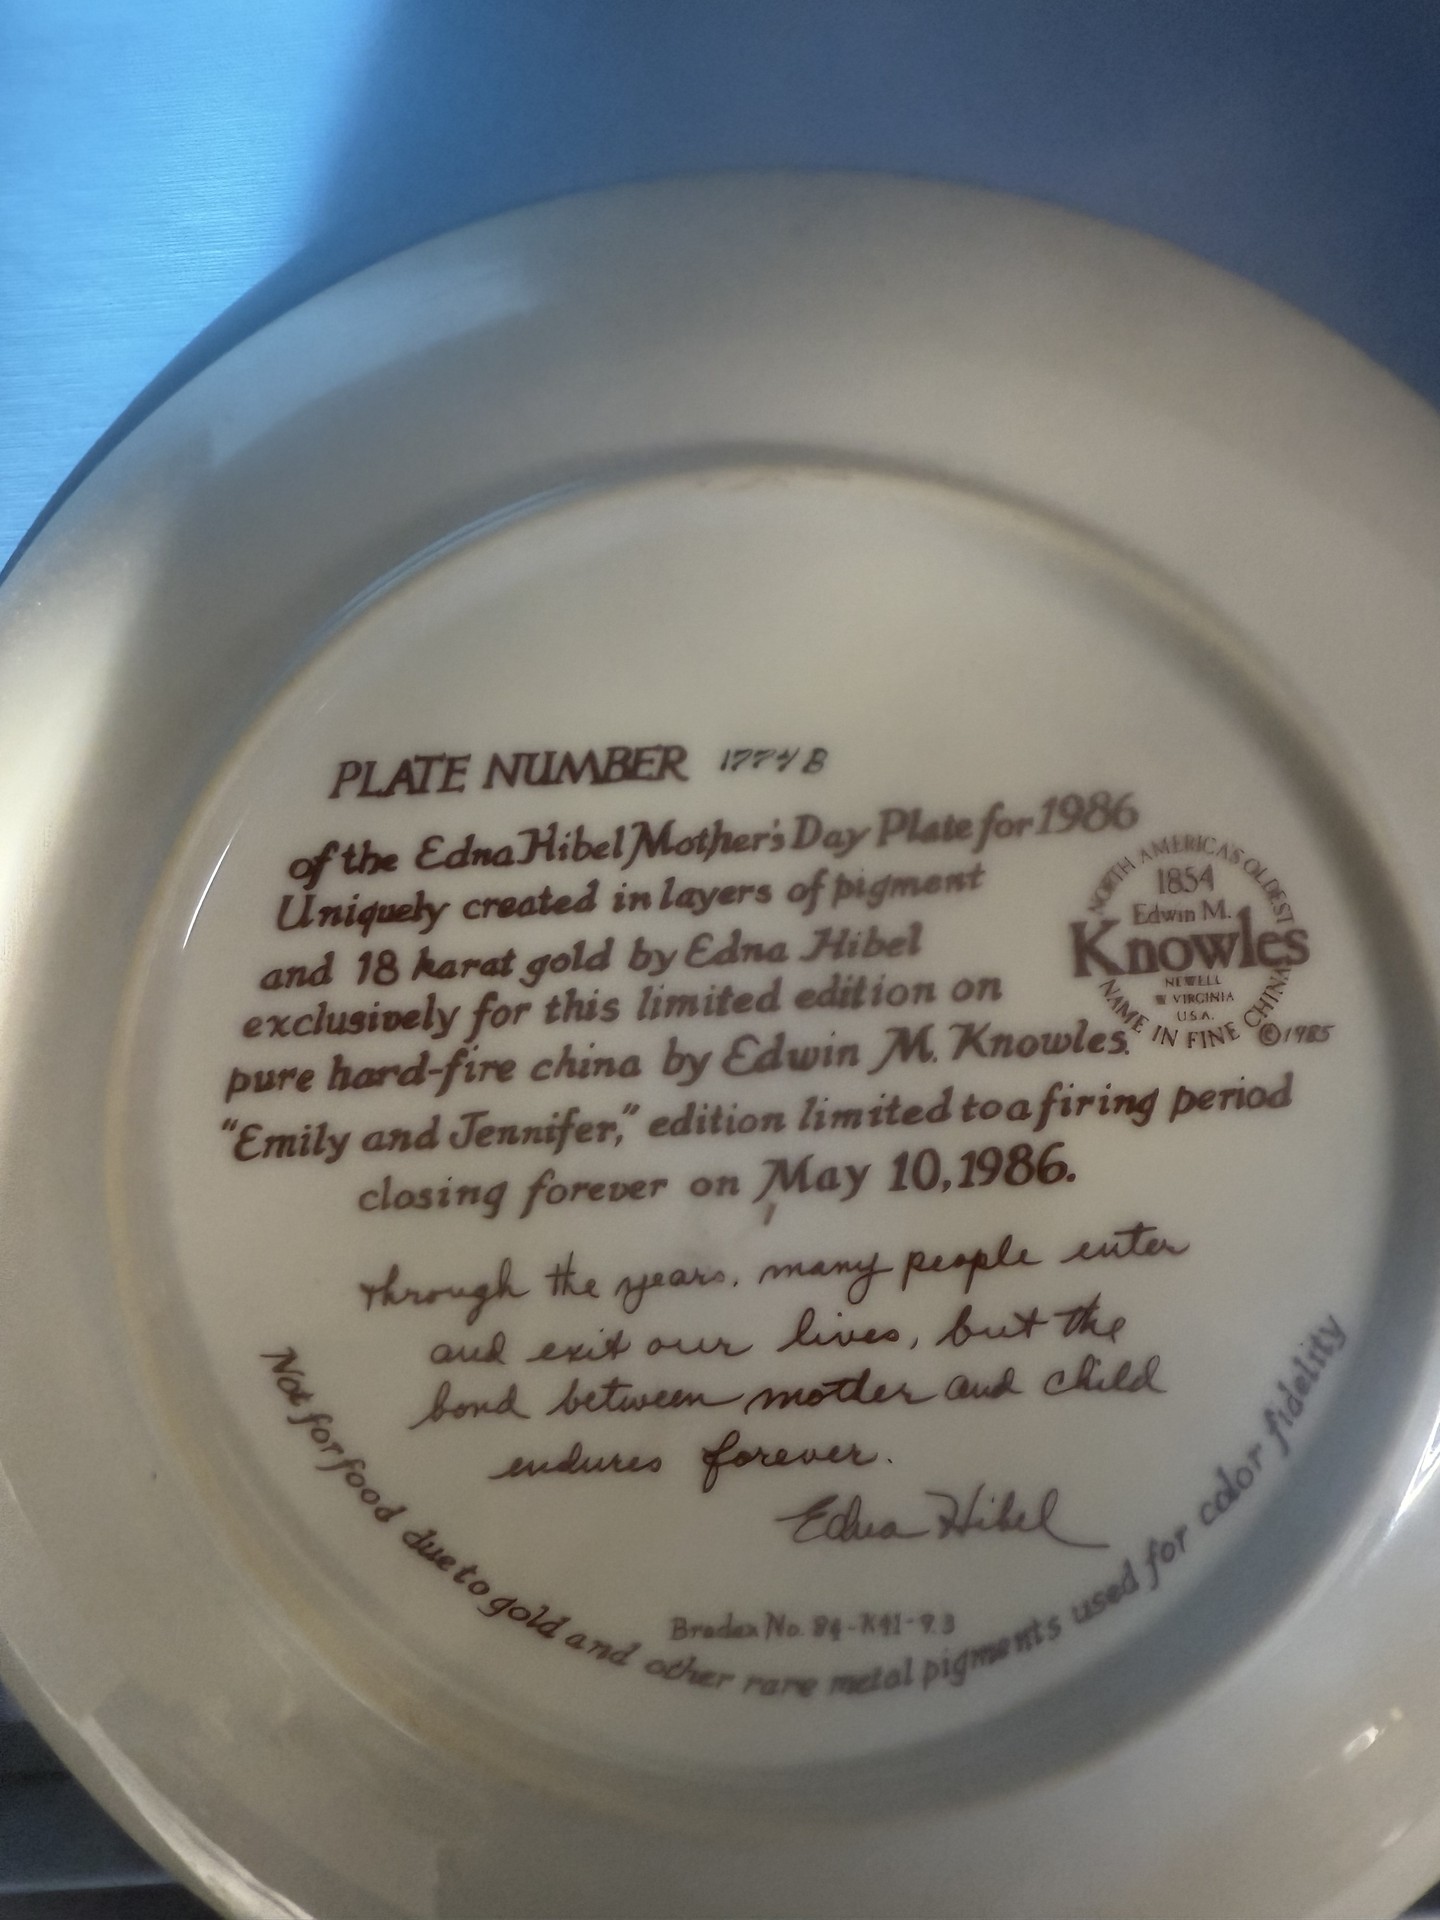 PLATE NUMBER 1774 B
of the Edna Hibel Mother's Day Plate for 1986
Uniquely created in layers of pigment
and 18 karat gold by Edna Hibel
exclusively for this limited edition on
pure hard-fire china by Edwin M. Knowles.
"Emily and Jennifer," edition limited to a firing period
closing forever on May 10, 1986.
NORTH AMERICA'S OLDEST
1854
Edwin M.
Knowles
NEWELL
W VIRGINIA
U.S.A.
NAME IN FINE CHINA
©1985
Through the years, many people enter
and exit our lives, but the
bond between mother and child
endures forever.
Edna Hibel
Bradex No. 84-K41-9.3
Not for food due to gold and other rare metal pigments used for color fidelity